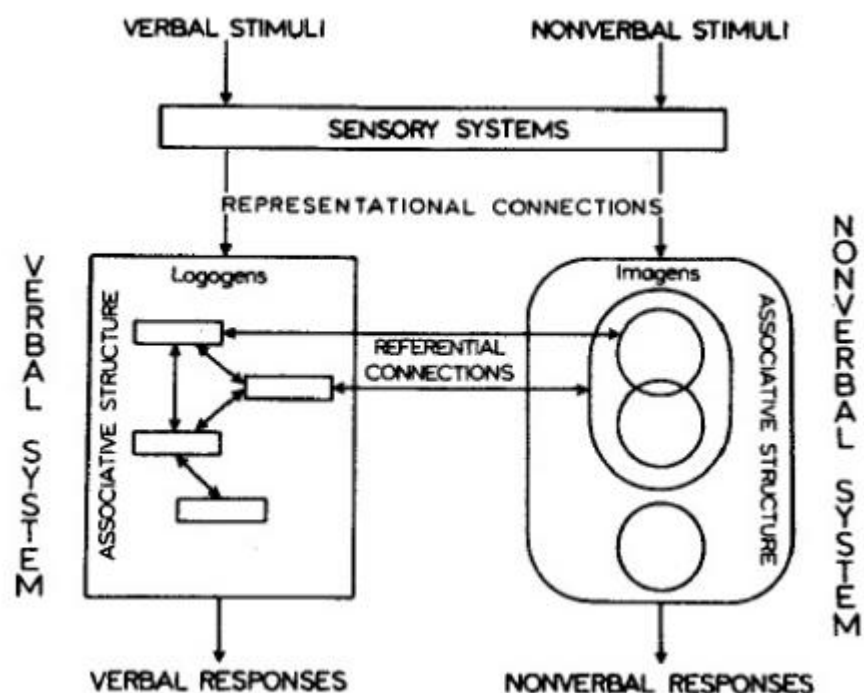 VERBAL STIMULI
NONVERBAL STIMULI
SENSORY SYSTEMS
REPRESENTATIONAL CONNECTIONS
VERBAL SYSTEM
ASSOCIATIVE STRUCTURE
Logogens
REFERENTIAL
CONNECTIONS
Imagens
ASSOCIATIVE STRUCTURE
NONVERBAL SYSTEM
VERBAL RESPONSES
NONVERBAL RESPONSES